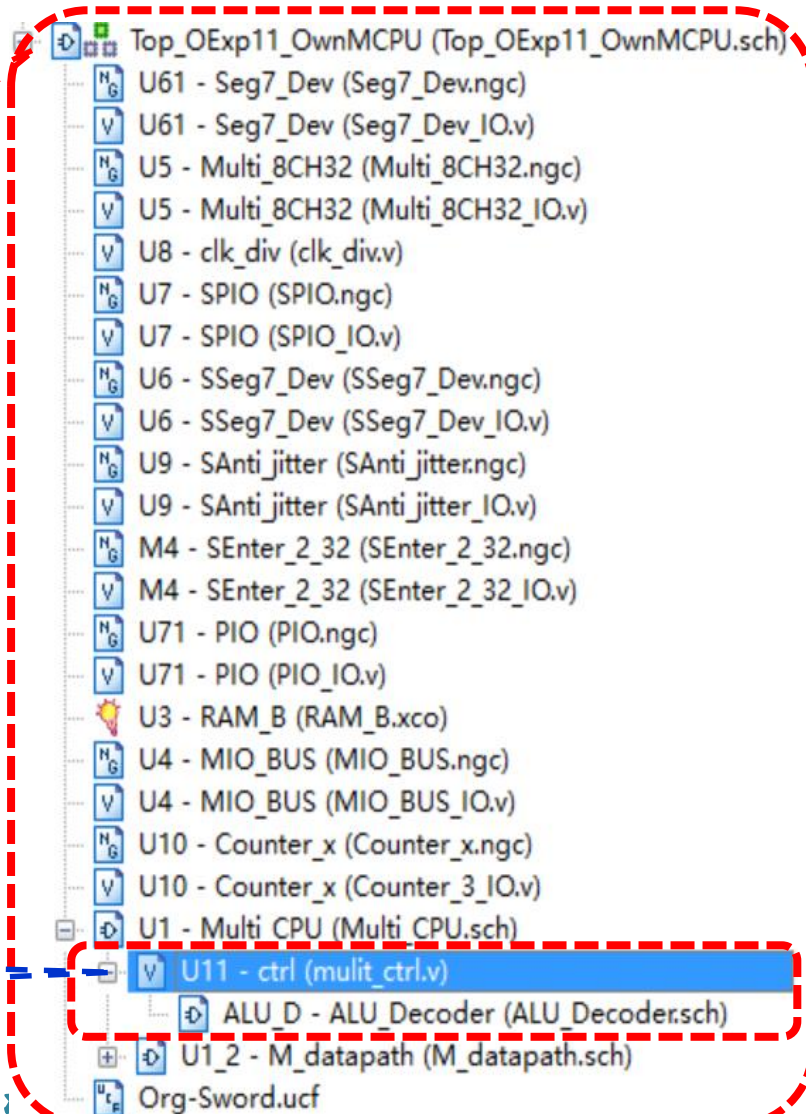 Top_OExp11_OwnMCPU (Top_OExp11_OwnMCPU.sch)
U61 - Seg7_Dev (Seg7_Dev.ngc)
U61 - Seg7_Dev (Seg7_Dev_IO.v)
U5 - Multi_8CH32 (Multi_8CH32.ngc)
U5 - Multi_8CH32 (Multi_8CH32_IO.v)
U8 - clk_div (clk_div.v)
U7 - SPIO (SPIO.ngc)
U7 - SPIO (SPIO_IO.v)
U6 - SSeg7_Dev (SSeg7_Dev.ngc)
U6 - SSeg7_Dev (SSeg7_Dev_IO.v)
U9 - SAnti_jitter (SAnti_jitter.ngc)
U9 - SAnti_jitter (SAnti_jitter_IO.v)
M4 - SEnter_2_32 (SEnter_2_32.ngc)
M4 - SEnter_2_32 (SEnter_2_32_IO.v)
U71 - PIO (PIO.ngc)
U71 - PIO (PIO_IO.v)
U3 - RAM_B (RAM_B.xco)
U4 - MIO_BUS (MIO_BUS.ngc)
U4 - MIO_BUS (MIO_BUS_IO.v)
U10 - Counter_x (Counter_x.ngc)
U10 - Counter_x (Counter_3_IO.v)
U1 - Multi_CPU (Multi_CPU.sch)
U11 - ctrl (mulit_ctrl.v)
ALU_D - ALU_Decoder (ALU_Decoder.sch)
U1_2 - M_datapath (M_datapath.sch)
Org-Sword.ucf